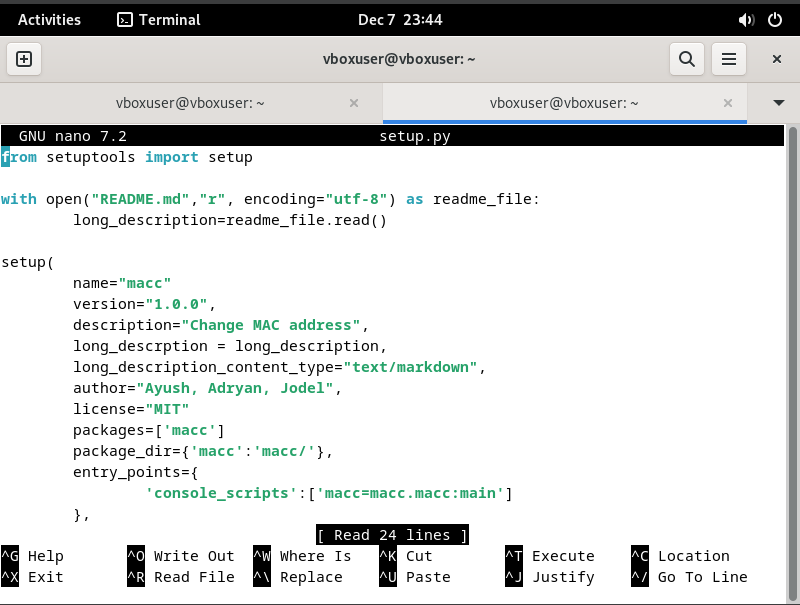 Activities Terminal Dec 7 23:44
vboxuser@vboxuser: ~
vboxuser@vboxuser: ~ vboxuser@vboxuser: ~
GNU nano 7.2 setup.py
from setuptools import setup
with open("README.md","r", encoding="utf-8") as readme_file:
        long_description=readme_file.read()
setup(
        name="macc"
        version="1.0.0",
        description="Change MAC address",
        long_descrption = long_description,
        long_description_content_type="text/markdown",
        author="Ayush, Adryan, Jodel",
        license="MIT"
        packages=['macc']
        package_dir={'macc':'macc/'},
        entry_points={
                'console_scripts':['macc=macc.macc:main']
        },
[ Read 24 lines ]
^G Help ^O Write Out ^W Where Is ^K Cut ^T Execute ^C Location
^X Exit ^R Read File ^\ Replace ^U Paste ^J Justify ^/ Go To Line